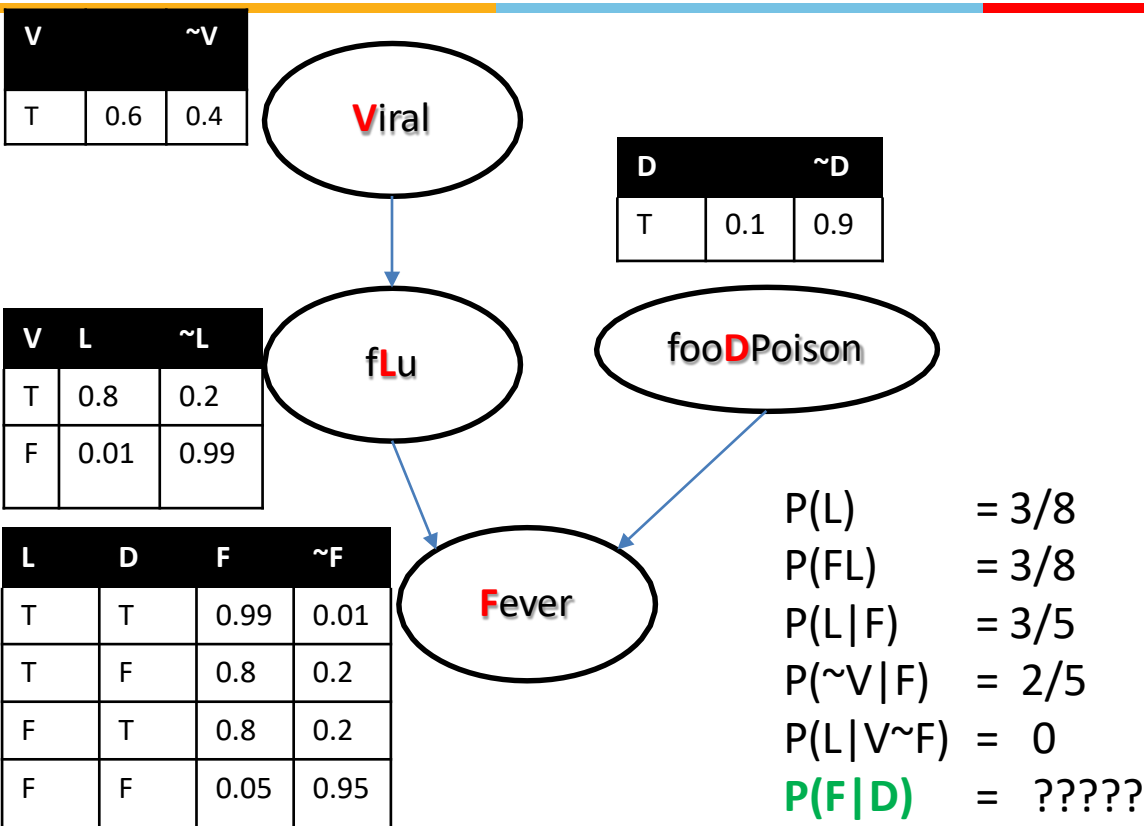 V ~V
T 0.6 0.4
Viral
D ~D
T 0.1 0.9
V L ~L
T 0.8 0.2
F 0.01 0.99
fLu
fooDPoison
L D F ~F
T T 0.99 0.01
T F 0.8 0.2
F T 0.8 0.2
F F 0.05 0.95
Fever
P(L) = 3/8
P(FL) = 3/8
P(L|F) = 3/5
P(~V|F) = 2/5
P(L|V~F) = 0
P(F|D) = ?????